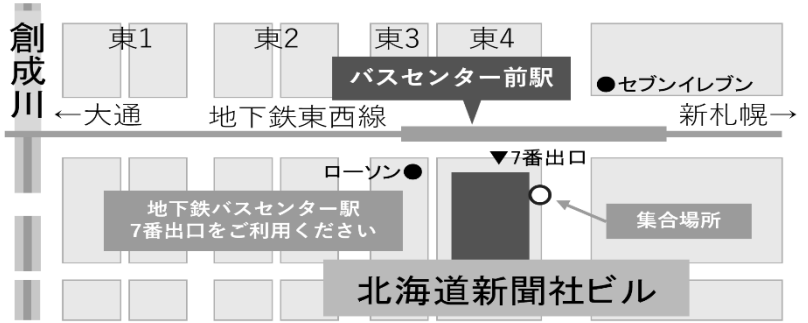 創成川
東1
東2
東3
東4
バスセンター前駅
●セブンイレブン
←大通
地下鉄東西線
新札幌→
▼7番出口
ローソン●
地下鉄バスセンター駅
7番出口をご利用ください
集合場所
北海道新聞社ビル